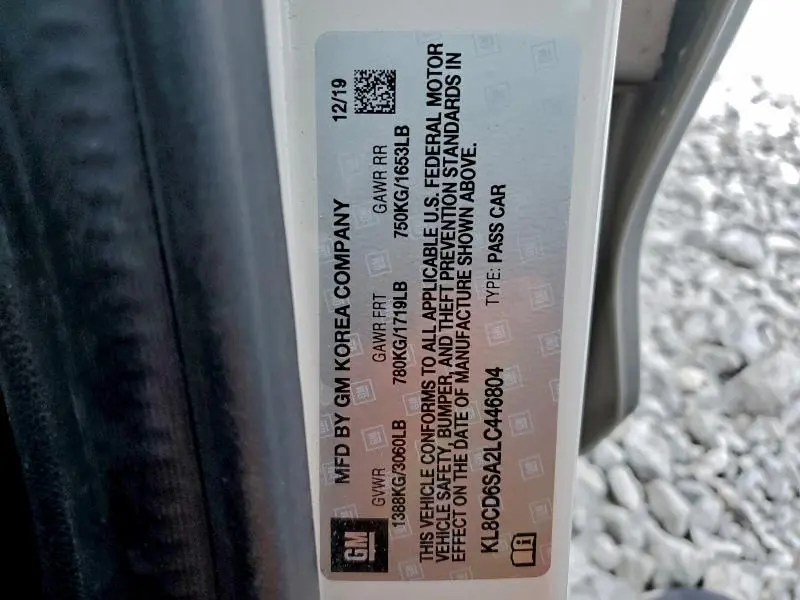 GM
MFD BY GM KOREA COMPANY 12/19
GVWR GAWR FRT GAWR RR
1388KG/3060LB 780KG/1719LB 750KG/1653LB
THIS VEHICLE CONFORMS TO ALL APPLICABLE U.S. FEDERAL MOTOR
VEHICLE SAFETY, BUMPER, AND THEFT PREVENTION STANDARDS IN
EFFECT ON THE DATE OF MANUFACTURE SHOWN ABOVE.
KL8CD6SA2LC446804 TYPE: PASS CAR